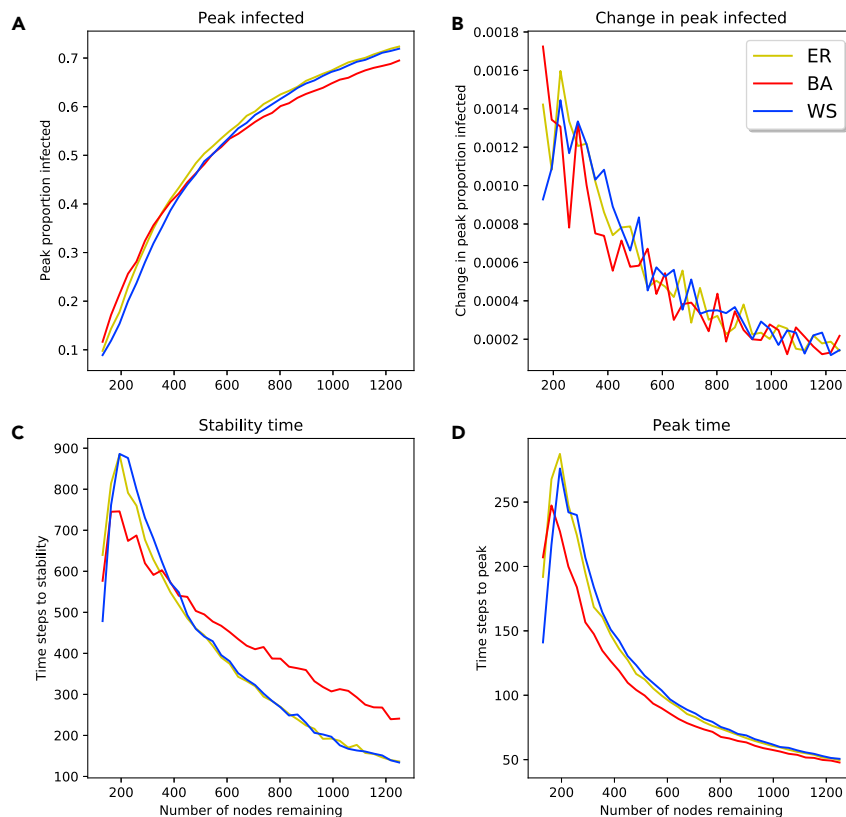 A
Peak infected
Peak proportion infected
0.7
0.6
0.5
0.4
0.3
0.2
0.1
200 400 600 800 1000 1200
B
Change in peak infected
Change in peak proportion infected
0.0018
0.0016
0.0014
0.0012
0.0010
0.0008
0.0006
0.0004
0.0002
200 400 600 800 1000 1200
ER
BA
WS
C
Stability time
Time steps to stability
900
800
700
600
500
400
300
200
100
200 400 600 800 1000 1200
Number of nodes remaining
D
Peak time
Time steps to peak
250
200
150
100
50
200 400 600 800 1000 1200
Number of nodes remaining